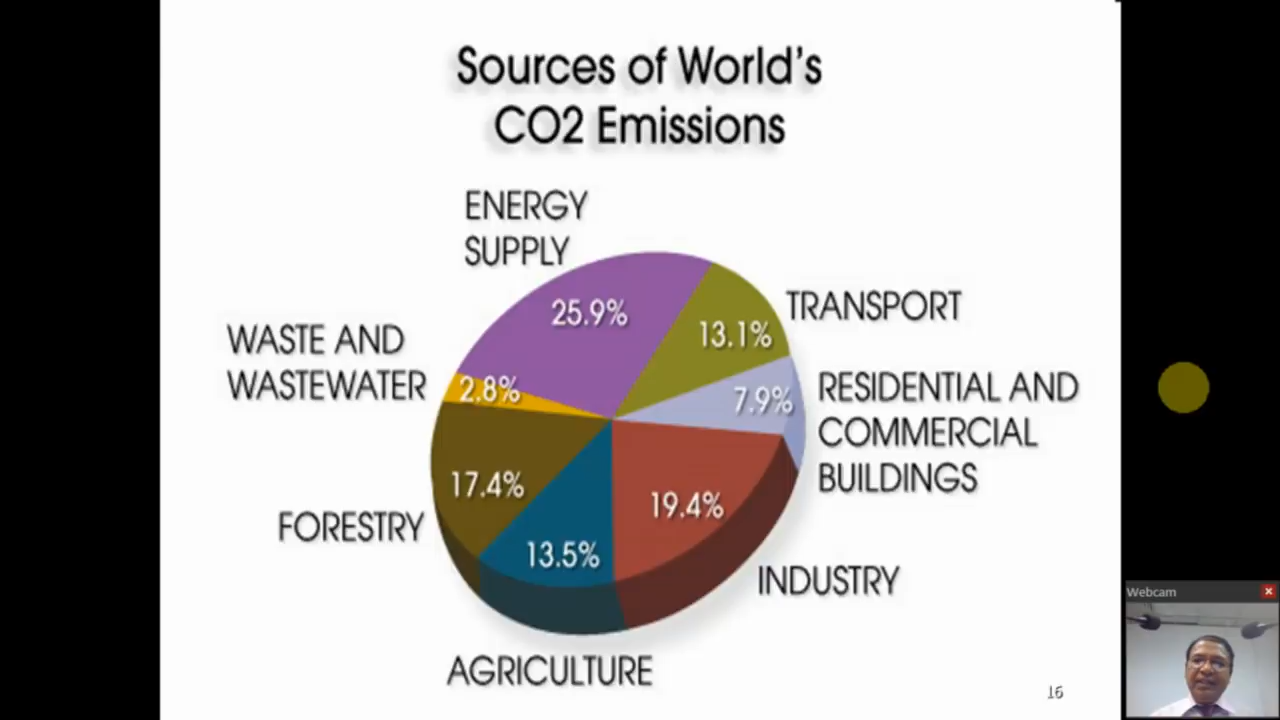 Sources of World's
CO2 Emissions
ENERGY
SUPPLY
25.9%
TRANSPORT
13.1%
WASTE AND
WASTEWATER
2.8%
RESIDENTIAL AND
COMMERCIAL
BUILDINGS
7.9%
17.4%
FORESTRY
19.4%
INDUSTRY
13.5%
AGRICULTURE
16
Webcam